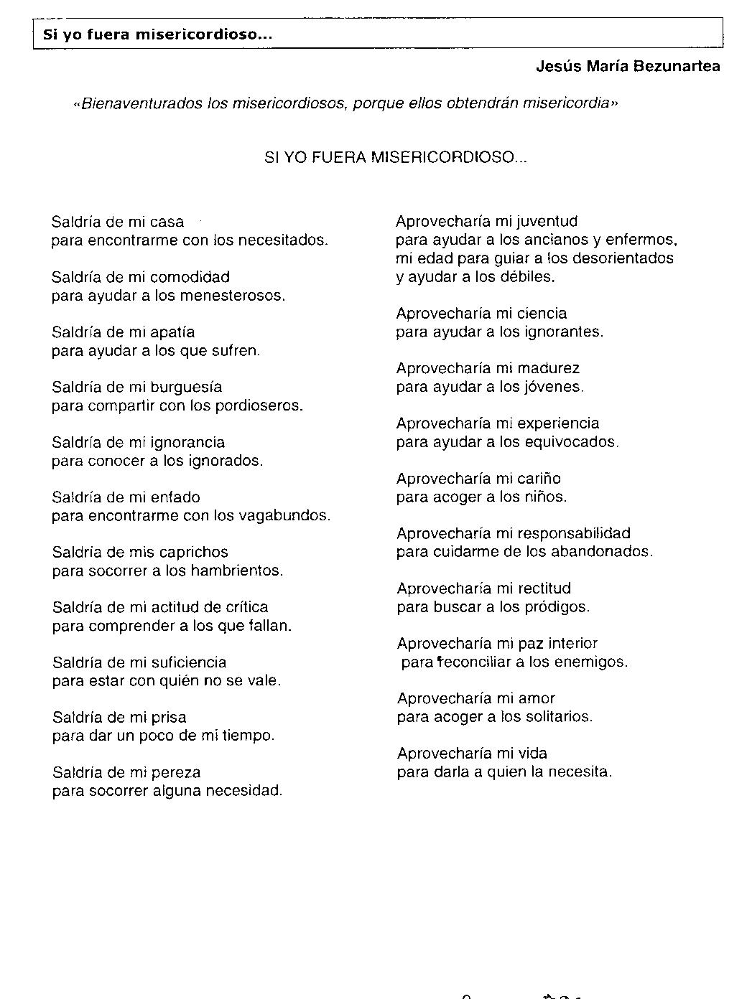 Si yo fuera misericordioso...
Jesús María Bezunartea
«Bienaventurados los misericordiosos, porque ellos obtendrán misericordia»
SI YO FUERA MISERICORDIOSO...
Saldría de mi casa
para encontrarme con los necesitados.
Saldría de mi comodidad
para ayudar a los menesterosos.
Saldría de mi apatía
para ayudar a los que sufren.
Saldría de mi burguesía
para compartir con los pordioseros.
Saldría de mi ignorancia
para conocer a los ignorados.
Saldría de mi enfado
para encontrarme con los vagabundos.
Saldría de mis caprichos
para socorrer a los hambrientos.
Saldría de mi actitud de crítica
para comprender a los que fallan.
Saldría de mi suficiencia
para estar con quién no se vale.
Saldría de mi prisa
para dar un poco de mi tiempo.
Saldría de mi pereza
para socorrer alguna necesidad.
Aprovecharía mi juventud
para ayudar a los ancianos y enfermos,
mi edad para guiar a los desorientados
y ayudar a los débiles.
Aprovecharía mi ciencia
para ayudar a los ignorantes.
Aprovecharía mi madurez
para ayudar a los jóvenes.
Aprovecharía mi experiencia
para ayudar a los equivocados.
Aprovecharía mi cariño
para acoger a los niños.
Aprovecharía mi responsabilidad
para cuidarme de los abandonados.
Aprovecharía mi rectitud
para buscar a los pródigos.
Aprovecharía mi paz interior
para reconciliar a los enemigos.
Aprovecharía mi amor
para acoger a los solitarios.
Aprovecharía mi vida
para darla a quien la necesita.